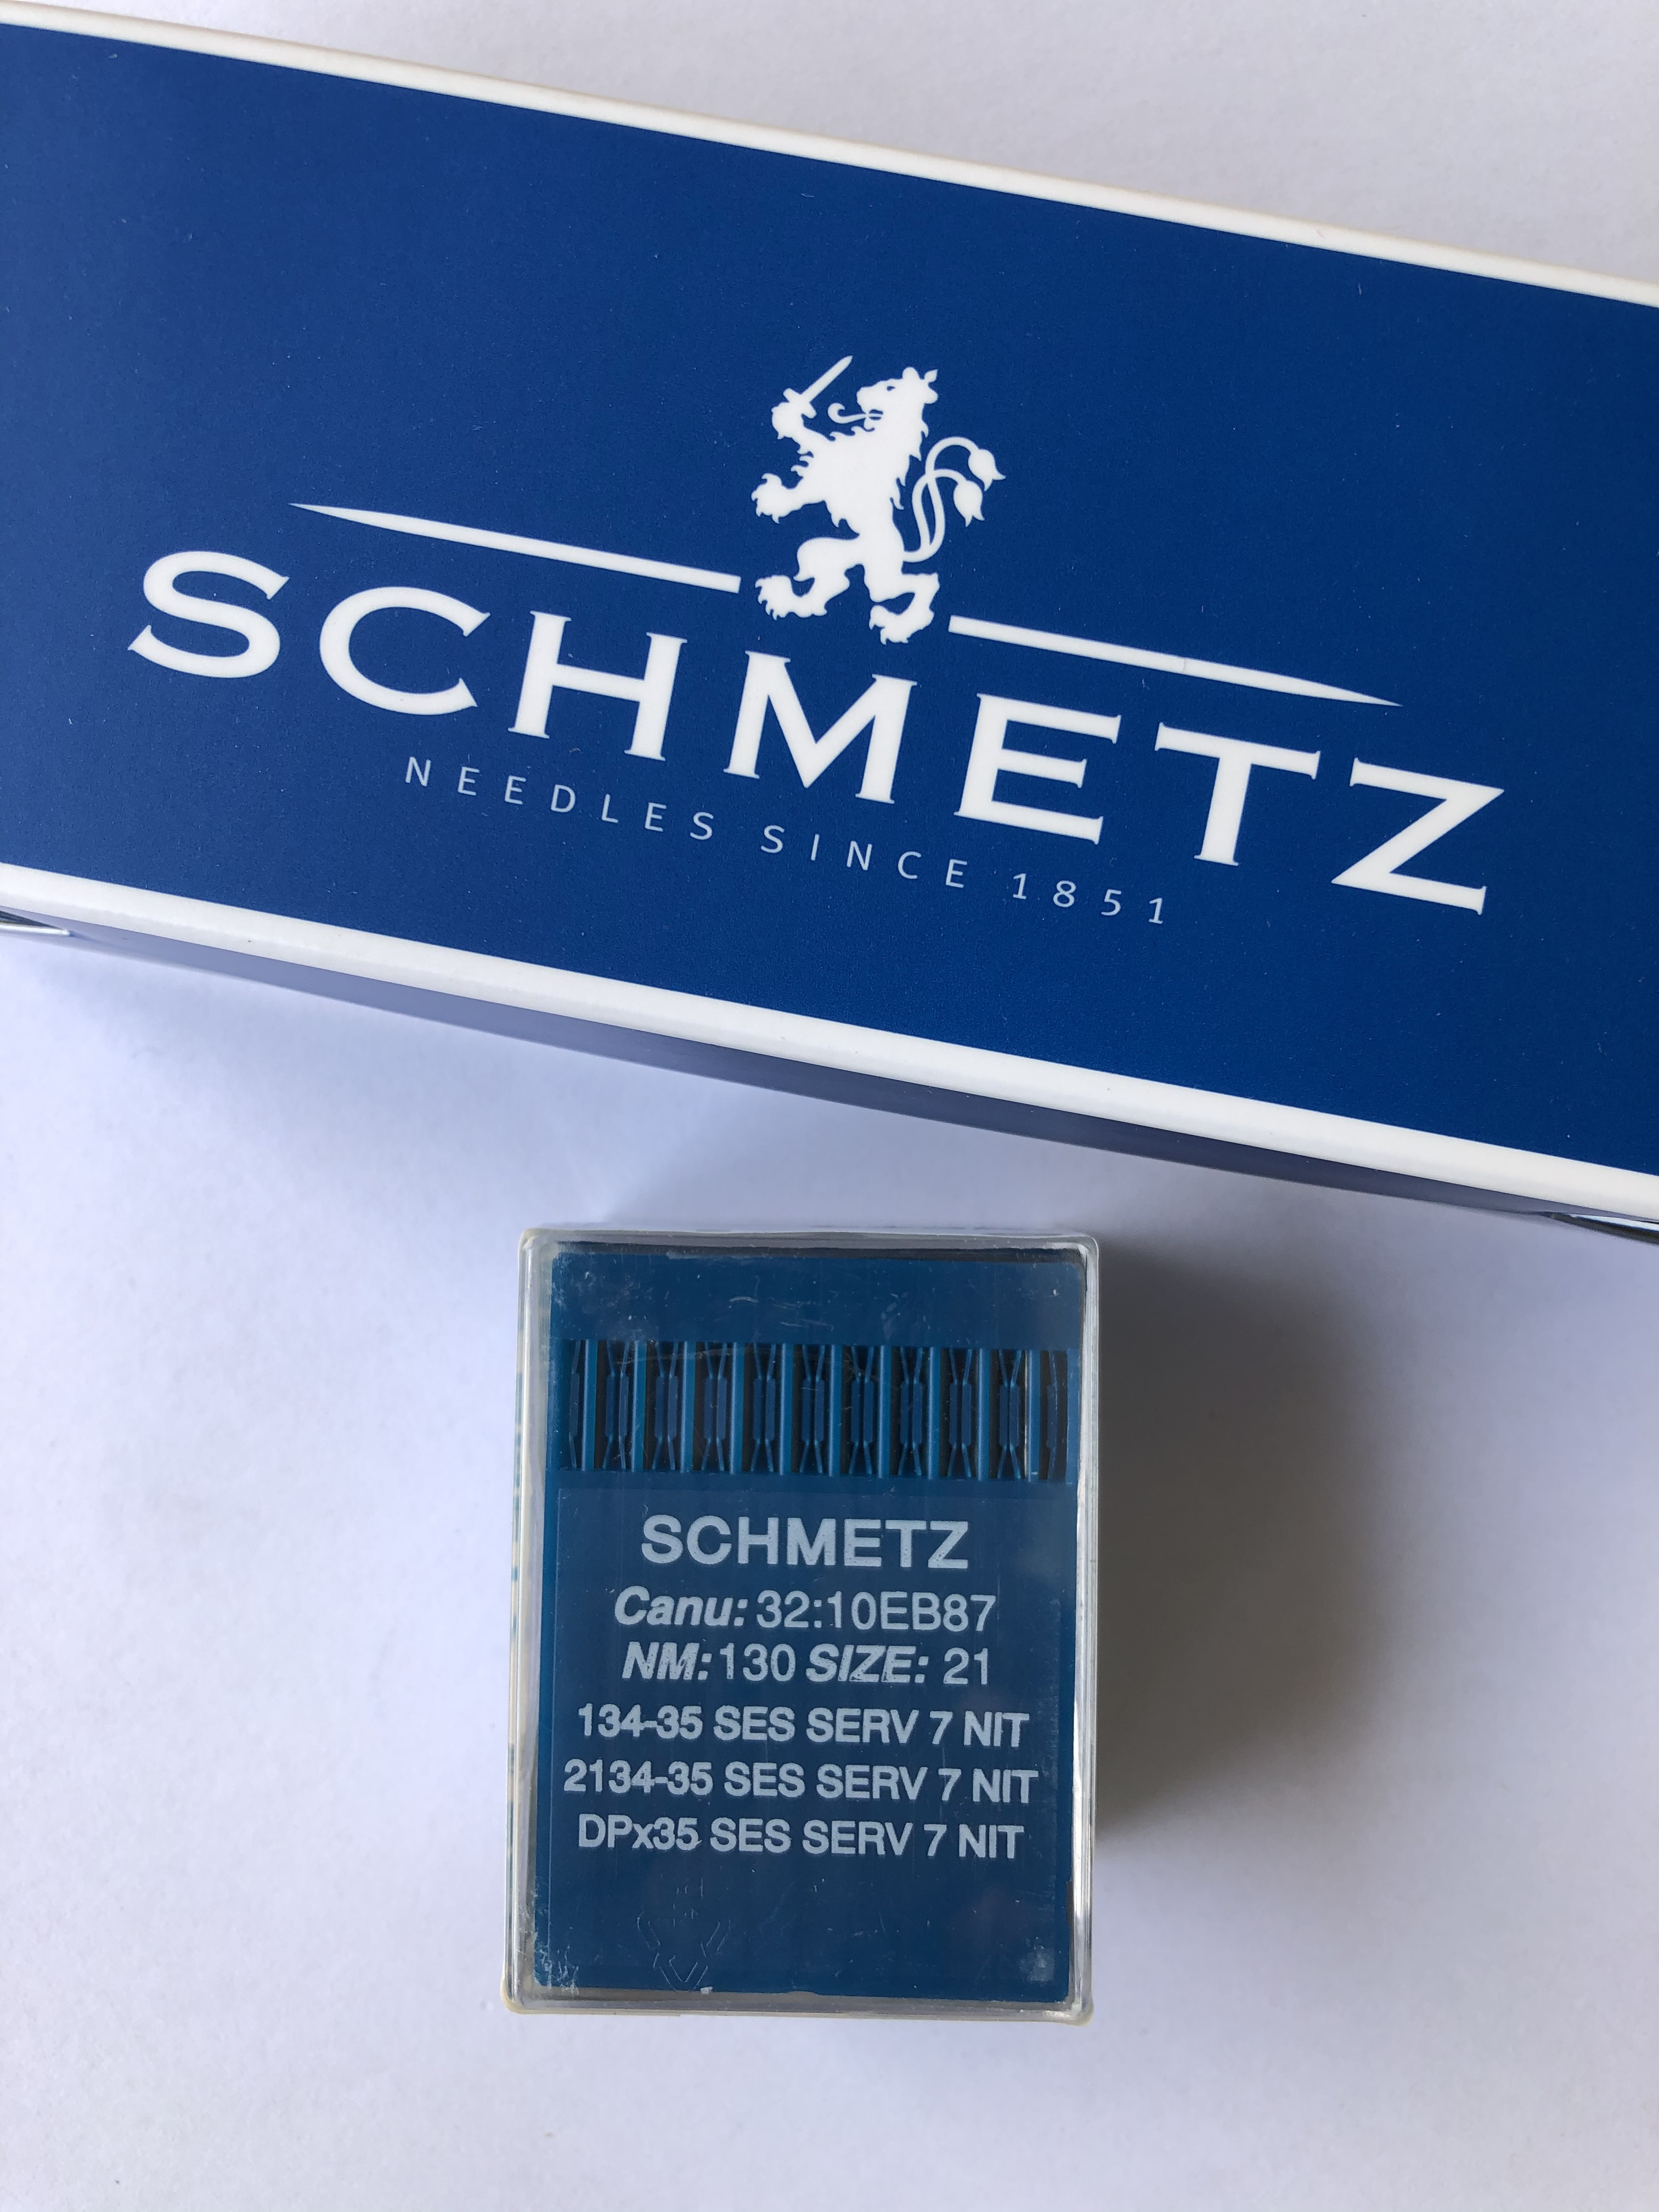 SCHMETZ
NEEDLES SINCE 1851
SCHMETZ
Canu: 32:10EB87
NM: 130 SIZE: 21
134-35 SES SERV 7 NIT
2134-35 SES SERV 7 NIT
DPx35 SES SERV 7 NIT